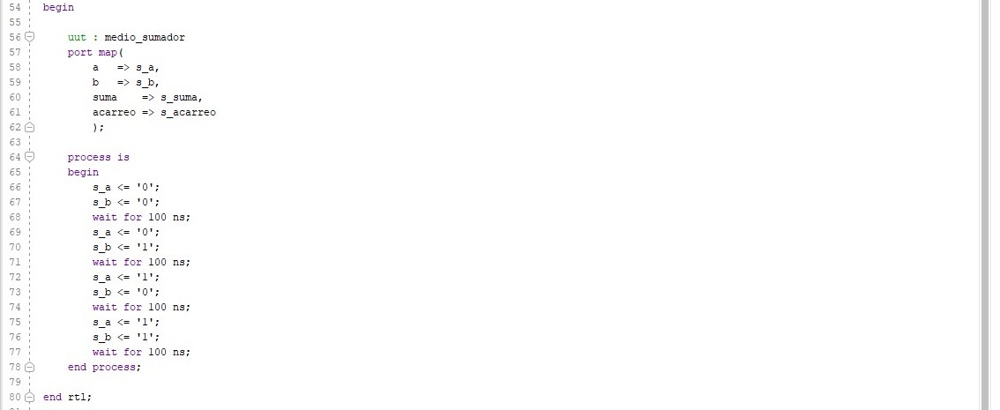 54 begin
55
56 uut : medio_sumador
57 port map(
58 a => s_a,
59 b => s_b,
60 suma => s_suma,
61 acarreo => s_acarreo
62 );
63
64 process is
65 begin
66 s_a <= '0';
67 s_b <= '0';
68 wait for 100 ns;
69 s_a <= '0';
70 s_b <= '1';
71 wait for 100 ns;
72 s_a <= '1';
73 s_b <= '0';
74 wait for 100 ns;
75 s_a <= '1';
76 s_b <= '1';
77 wait for 100 ns;
78 end process;
79
80 end rtl;